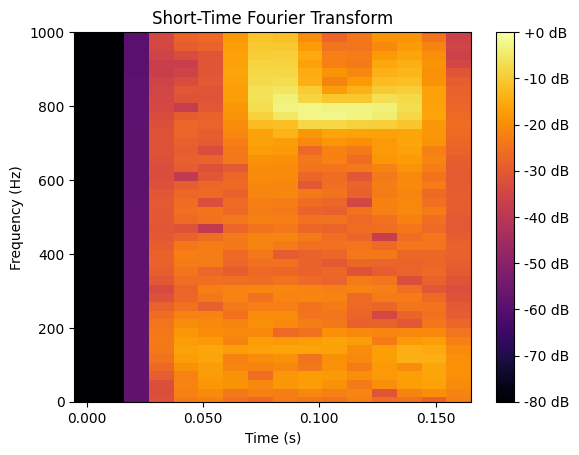 Short-Time Fourier Transform
1000
800
600
400
200
0
Frequency (Hz)
0.000
0.050
0.100
0.150
Time (s)
+0 dB
-10 dB
-20 dB
-30 dB
-40 dB
-50 dB
-60 dB
-70 dB
-80 dB